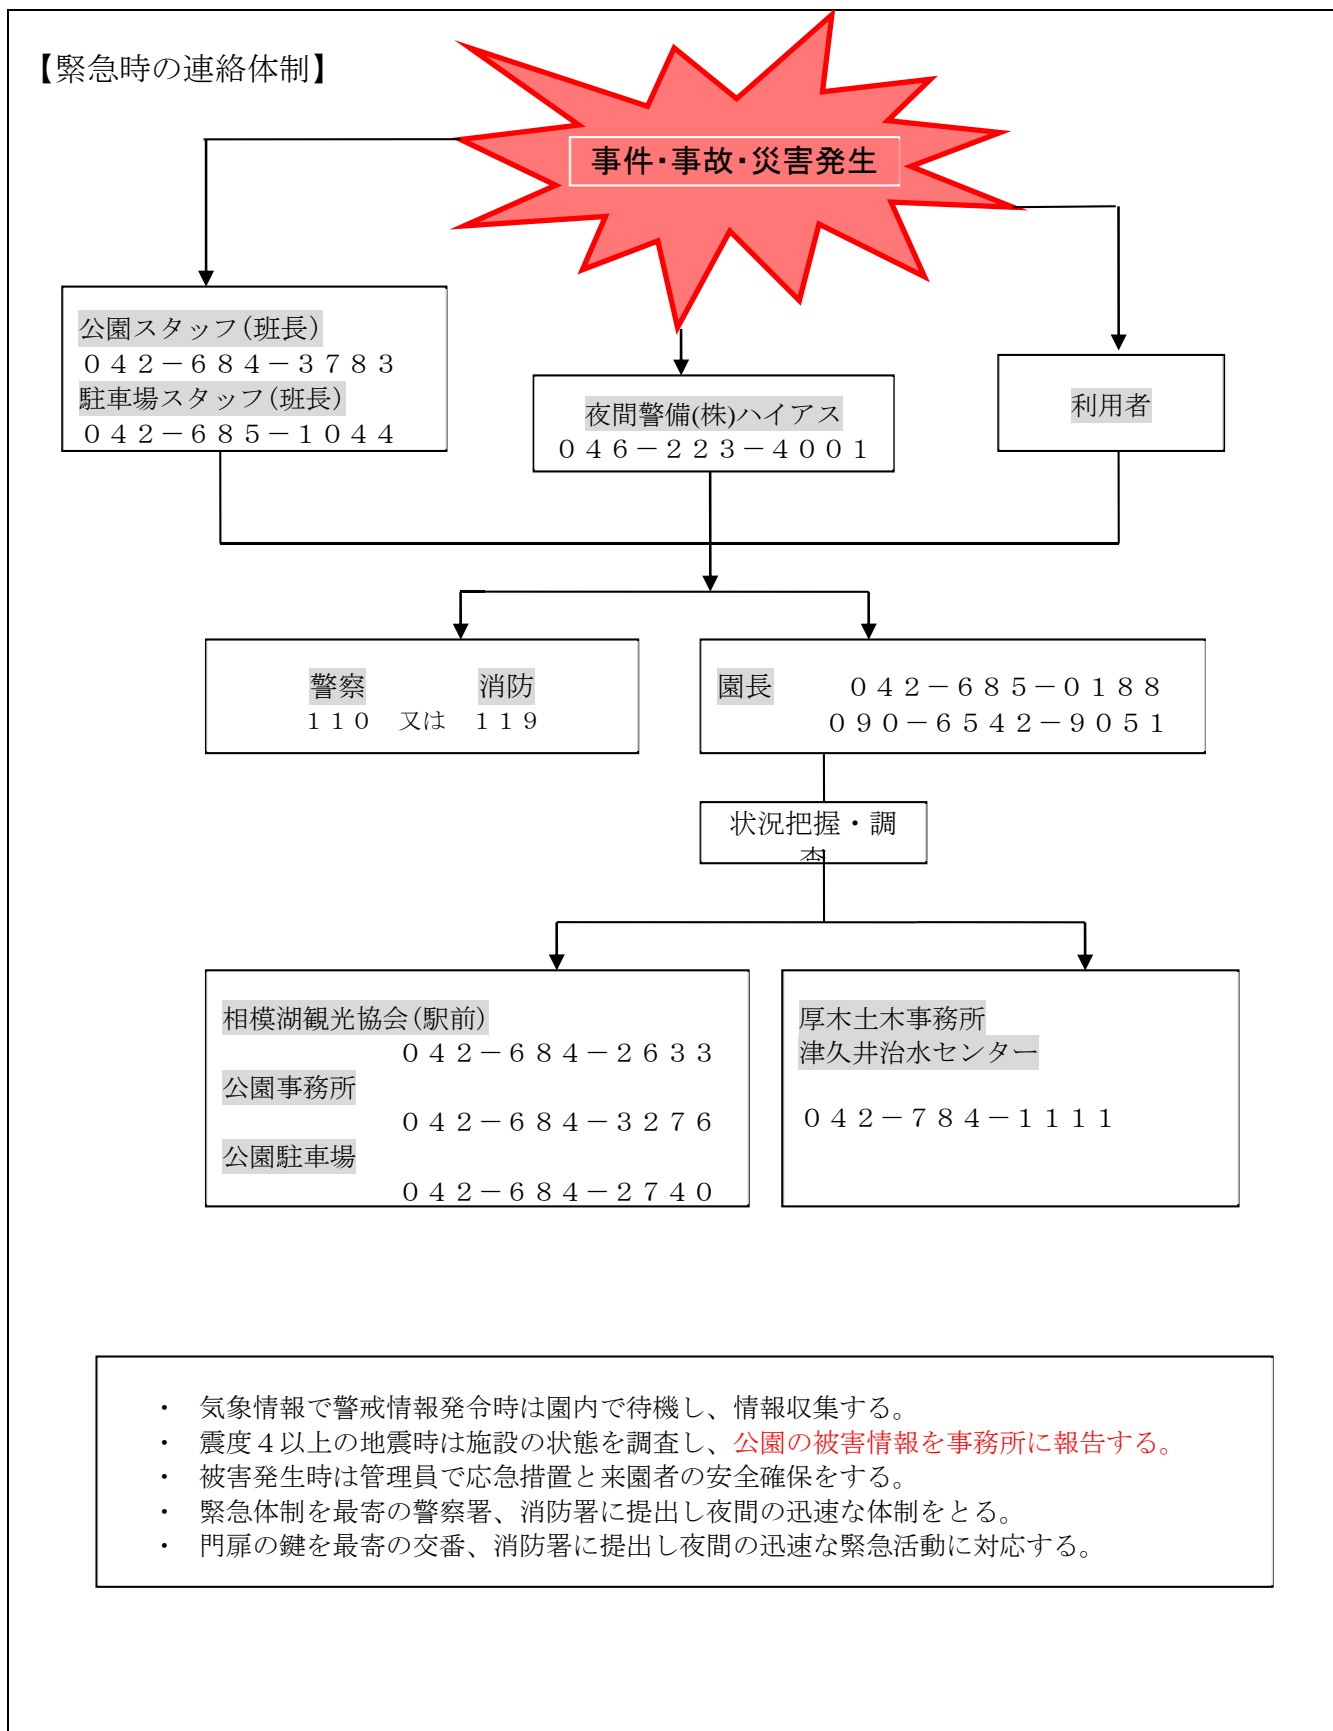 【緊急時の連絡体制】
事件・事故・災害発生
公園スタッフ(班長)
０４２－６８４－３７８３
駐車場スタッフ(班長)
０４２－６８５－１０４４
夜間警備(株)ハイアス
０４６－２２３－４００１
利用者
警察　消防
１１０　又は　１１９
園長　０４２－６８５－０１８８
０９０－６５４２－９０５１
状況把握・調
査
相模湖観光協会(駅前)
０４２－６８４－２６３３
公園事務所
０４２－６８４－３２７６
公園駐車場
０４２－６８４－２７４０
厚木土木事務所
津久井治水センター
０４２－７８４－１１１１
・　気象情報で警戒情報発令時は園内で待機し、情報収集する。
・　震度４以上の地震時は施設の状態を調査し、公園の被害情報を事務所に報告する。
・　被害発生時は管理員で応急措置と来園者の安全確保をする。
・　緊急体制を最寄の警察署、消防署に提出し夜間の迅速な体制をとる。
・　門扉の鍵を最寄の交番、消防署に提出し夜間の迅速な緊急活動に対応する。